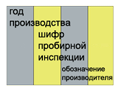 год
производства
шифр
пробирной
инспекции
обозначение
производителя